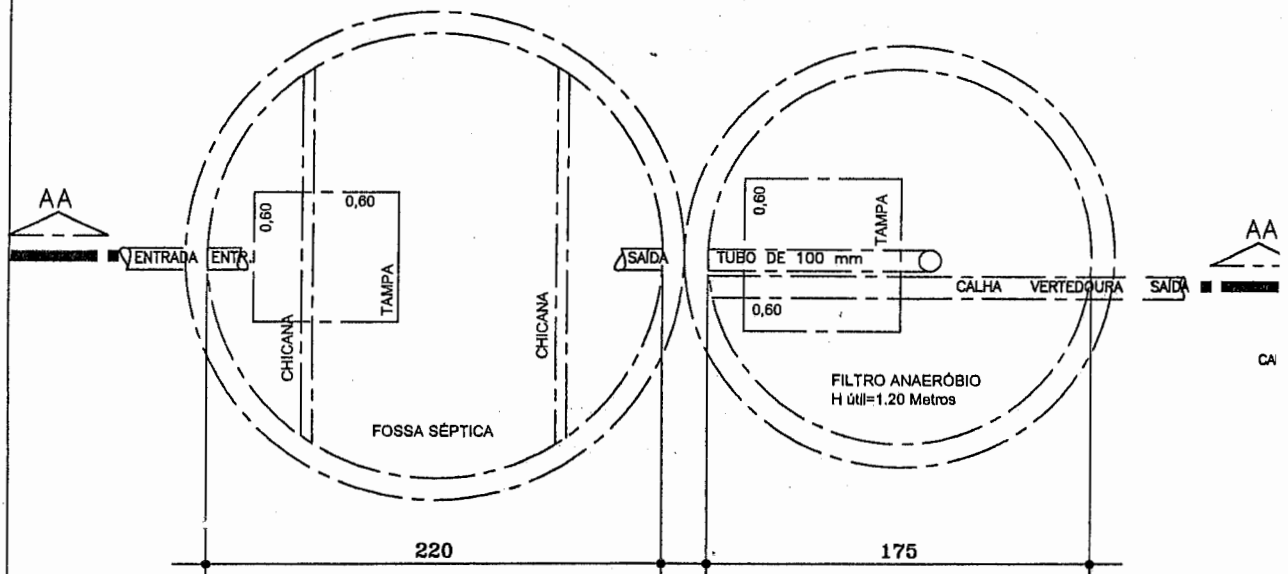 AA
ENTRADA
ENTR.
0,60
0,60
TAMPA
CHICANA
CHICANA
SAÍDA
FOSSA SÉPTICA
0,60
TAMPA
TUBO DE 100 mm
0,60
CALHA VERTEDOURA SAÍDA
AA
FILTRO ANAERÓBIO
H útil=1.20 Metros
220
175